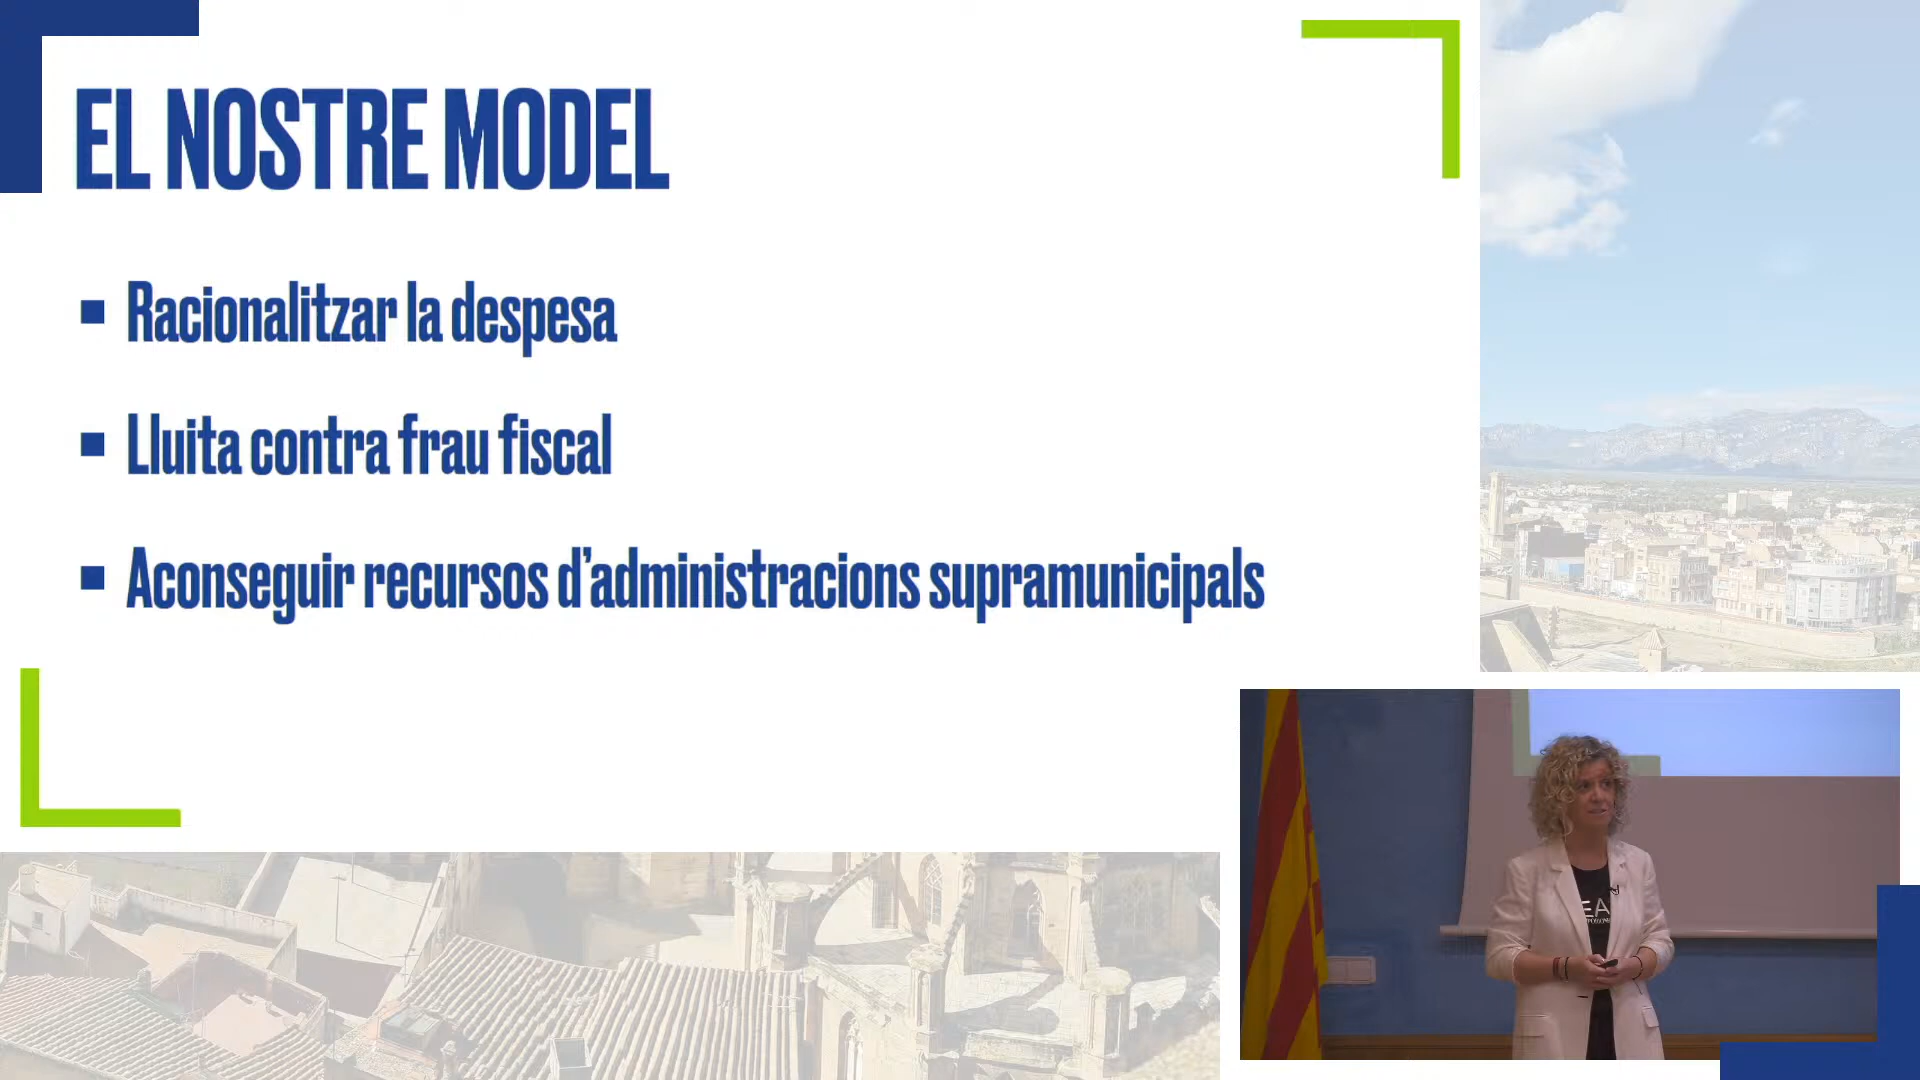 EL NOSTRE MODEL
▪ Racionalitzar la despesa
▪ Lluita contra frau fiscal
▪ Aconseguir recursos d’administracions supramunicipals